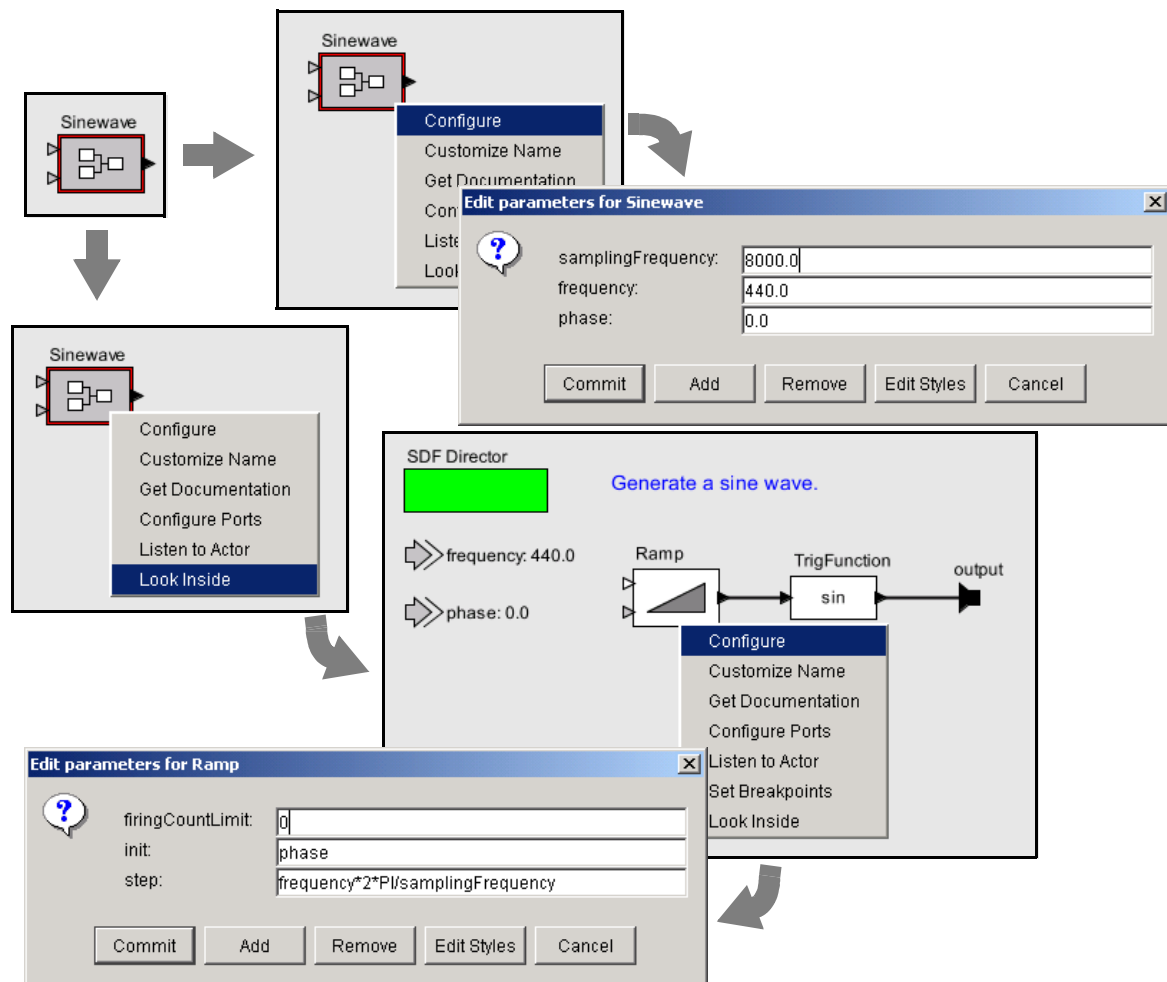 Sinewave
Sinewave
Configure
Customize Name
Get Documentation
Edit parameters for Sinewave
samplingFrequency: 8000.0
frequency: 440.0
phase: 0.0
Commit Add Remove Edit Styles Cancel
Sinewave
Configure
Customize Name
Get Documentation
Configure Ports
Listen to Actor
Look Inside
SDF Director
Generate a sine wave.
frequency: 440.0
phase: 0.0
Ramp
TrigFunction
sin
output
Configure
Customize Name
Get Documentation
Configure Ports
Listen to Actor
Set Breakpoints
Look Inside
Edit parameters for Ramp
firingCountLimit: 0
init: phase
step: frequency*2*PI/samplingFrequency
Commit Add Remove Edit Styles Cancel